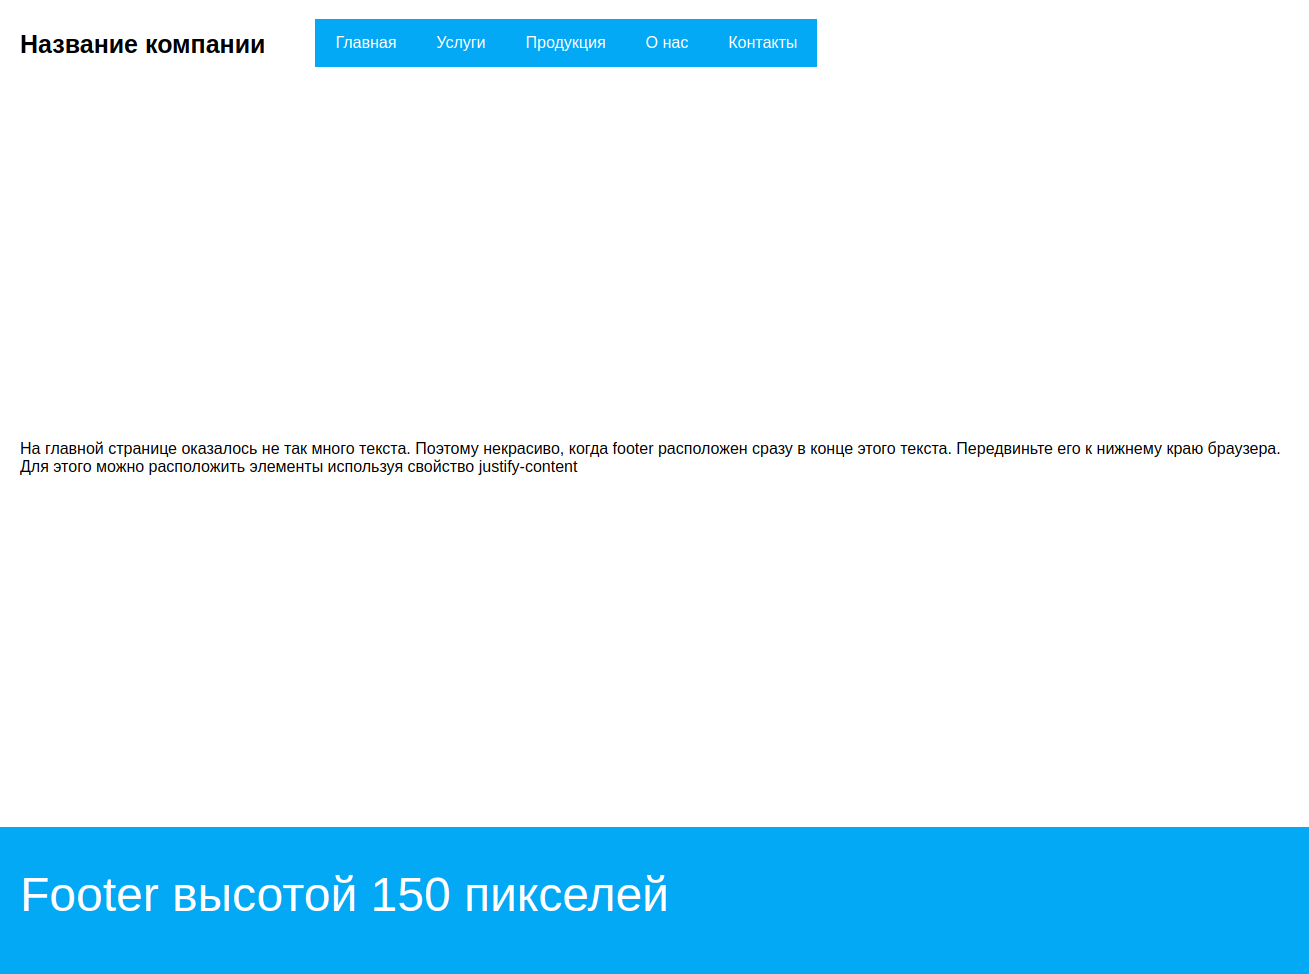 Название компании
Главная Услуги Продукция О нас Контакты
На главной странице оказалось не так много текста. Поэтому некрасиво, когда footer расположен сразу в конце этого текста. Передвиньте его к нижнему краю браузера.
Для этого можно расположить элементы используя свойство justify-content
Footer высотой 150 пикселей